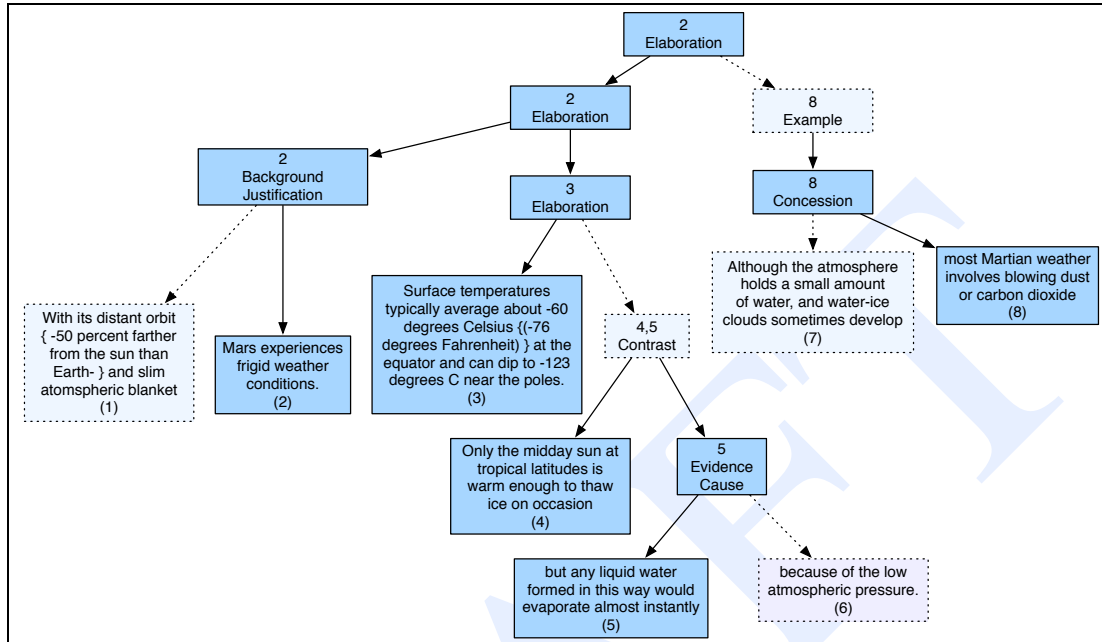 2
Elaboration
2
Elaboration
8
Example
2
Background
Justification
3
Elaboration
8
Concession
With its distant orbit
{ -50 percent farther
from the sun than
Earth- } and slim
atomspheric blanket
(1)
Mars experiences
frigid weather
conditions.
(2)
Surface temperatures
typically average about -60
degrees Celsius {(-76
degrees Fahrenheit) } at the
equator and can dip to -123
degrees C near the poles.
(3)
4,5
Contrast
Although the atmosphere
holds a small amount
of water, and water-ice
clouds sometimes develop
(7)
most Martian weather
involves blowing dust
or carbon dioxide
(8)
Only the midday sun at
tropical latitudes is
warm enough to thaw
ice on occasion
(4)
5
Evidence
Cause
but any liquid water
formed in this way would
evaporate almost instantly
(5)
because of the low
atmospheric pressure.
(6)